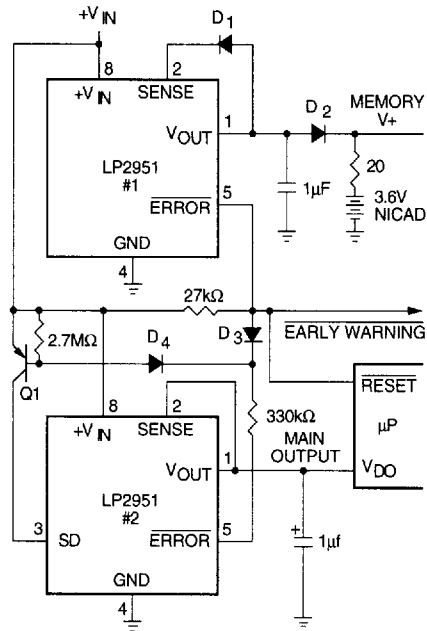 +VIN
D1
8
2
+VIN
SENSE
D2
MEMORY
V+
VOUT
1
LP2951
#1
20
1µF
3.6V
NICAD
ERROR
5
GND
4
27kΩ
2.7MΩ
D4
D3
EARLY WARNING
Q1
330kΩ
RESET
8
2
+VIN
SENSE
MAIN
OUTPUT
µP
VOUT
1
VDO
LP2951
#2
3
SD
ERROR
5
+
1µf
GND
4